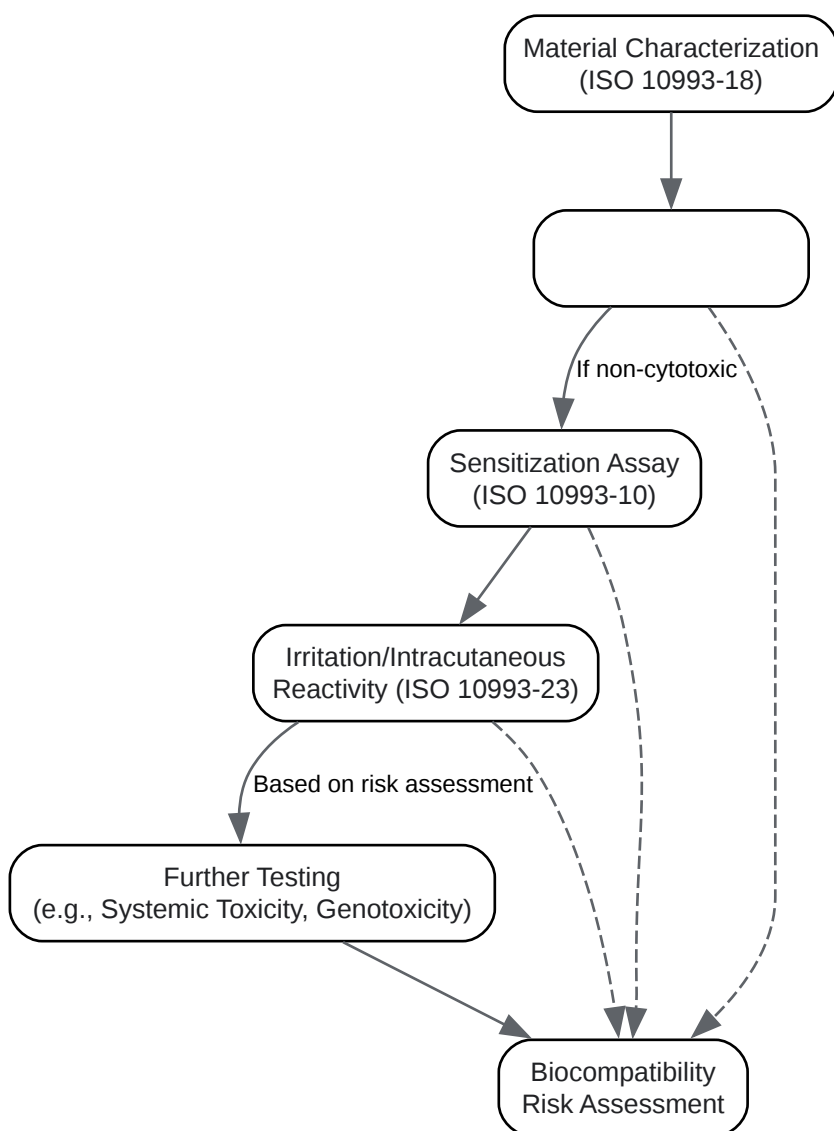 Material Characterization
(ISO 10993-18)
If non-cytotoxic
Sensitization Assay
(ISO 10993-10)
Irritation/Intracutaneous
Reactivity (ISO 10993-23)
Based on risk assessment
Further Testing
(e.g., Systemic Toxicity, Genotoxicity)
Biocompatibility
Risk Assessment